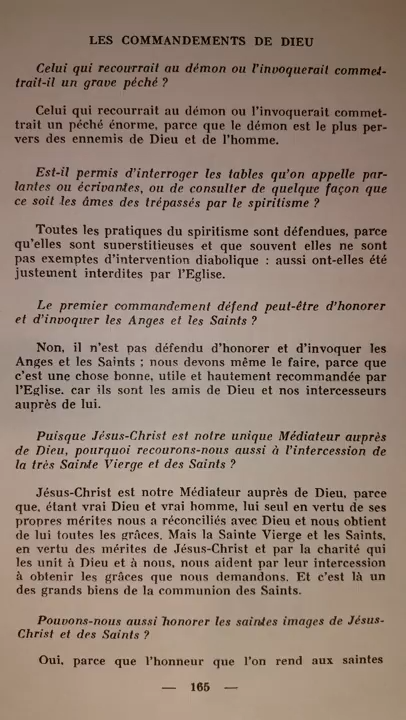 LES COMMANDEMENTS DE DIEU
Celui qui recourrait au démon ou l'invoquerait commet-
trait-il un grave péché ?
Celui qui recourrait au démon ou l'invoquerait commet-
trait un péché énorme, parce que le démon est le plus per-
vers des ennemis de Dieu et de l'homme.
Est-il permis d'interroger les tables qu'on appelle par-
lantes ou écrivantes, ou de consulter de quelque façon que
ce soit les âmes des trépassés par le spiritisme ?
Toutes les pratiques du spiritisme sont défendues, parce
qu'elles sont superstitieuses et que souvent elles ne sont
pas exemptes d'intervention diabolique : aussi ont-elles été
justement interdites par l'Eglise.
Le premier commandement défend peut-être d'honorer
et d'invoquer les Anges et les Saints ?
Non, il n'est pas défendu d'honorer et d'invoquer les
Anges et les Saints ; nous devons même le faire, parce que
c'est une chose bonne, utile et hautement recommandée par
l'Eglise. car ils sont les amis de Dieu et nos intercesseurs
auprès de lui.
Puisque Jésus-Christ est notre unique Médiateur auprès
de Dieu, pourquoi recourons-nous aussi à l'intercession de
la très Sainte Vierge et des Saints ?
Jésus-Christ est notre Médiateur auprès de Dieu, parce
que, étant vrai Dieu et vrai homme, lui seul en vertu de ses
propres mérites nous a réconciliés avec Dieu et nous obtient
de lui toutes les grâces. Mais la Sainte Vierge et les Saints,
en vertu des mérites de Jésus-Christ et par la charité qui
les unit à Dieu et à nous, nous aident par leur intercession
à obtenir les grâces que nous demandons. Et c'est là un
des grands biens de la communion des Saints.
Pouvons-nous aussi honorer les saintes images de Jésus-
Christ et des Saints ?
Oui, parce que l'honneur que l'on rend aux saintes
— 165 —